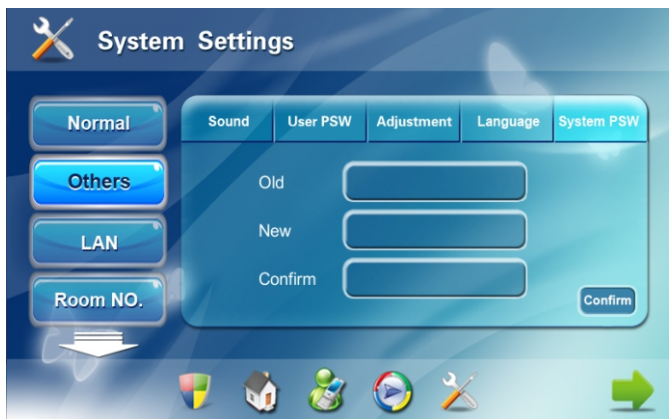 System Settings
Normal
Others
LAN
Room NO.
Sound User PSW Adjustment Language System PSW
Old
New
Confirm
Confirm